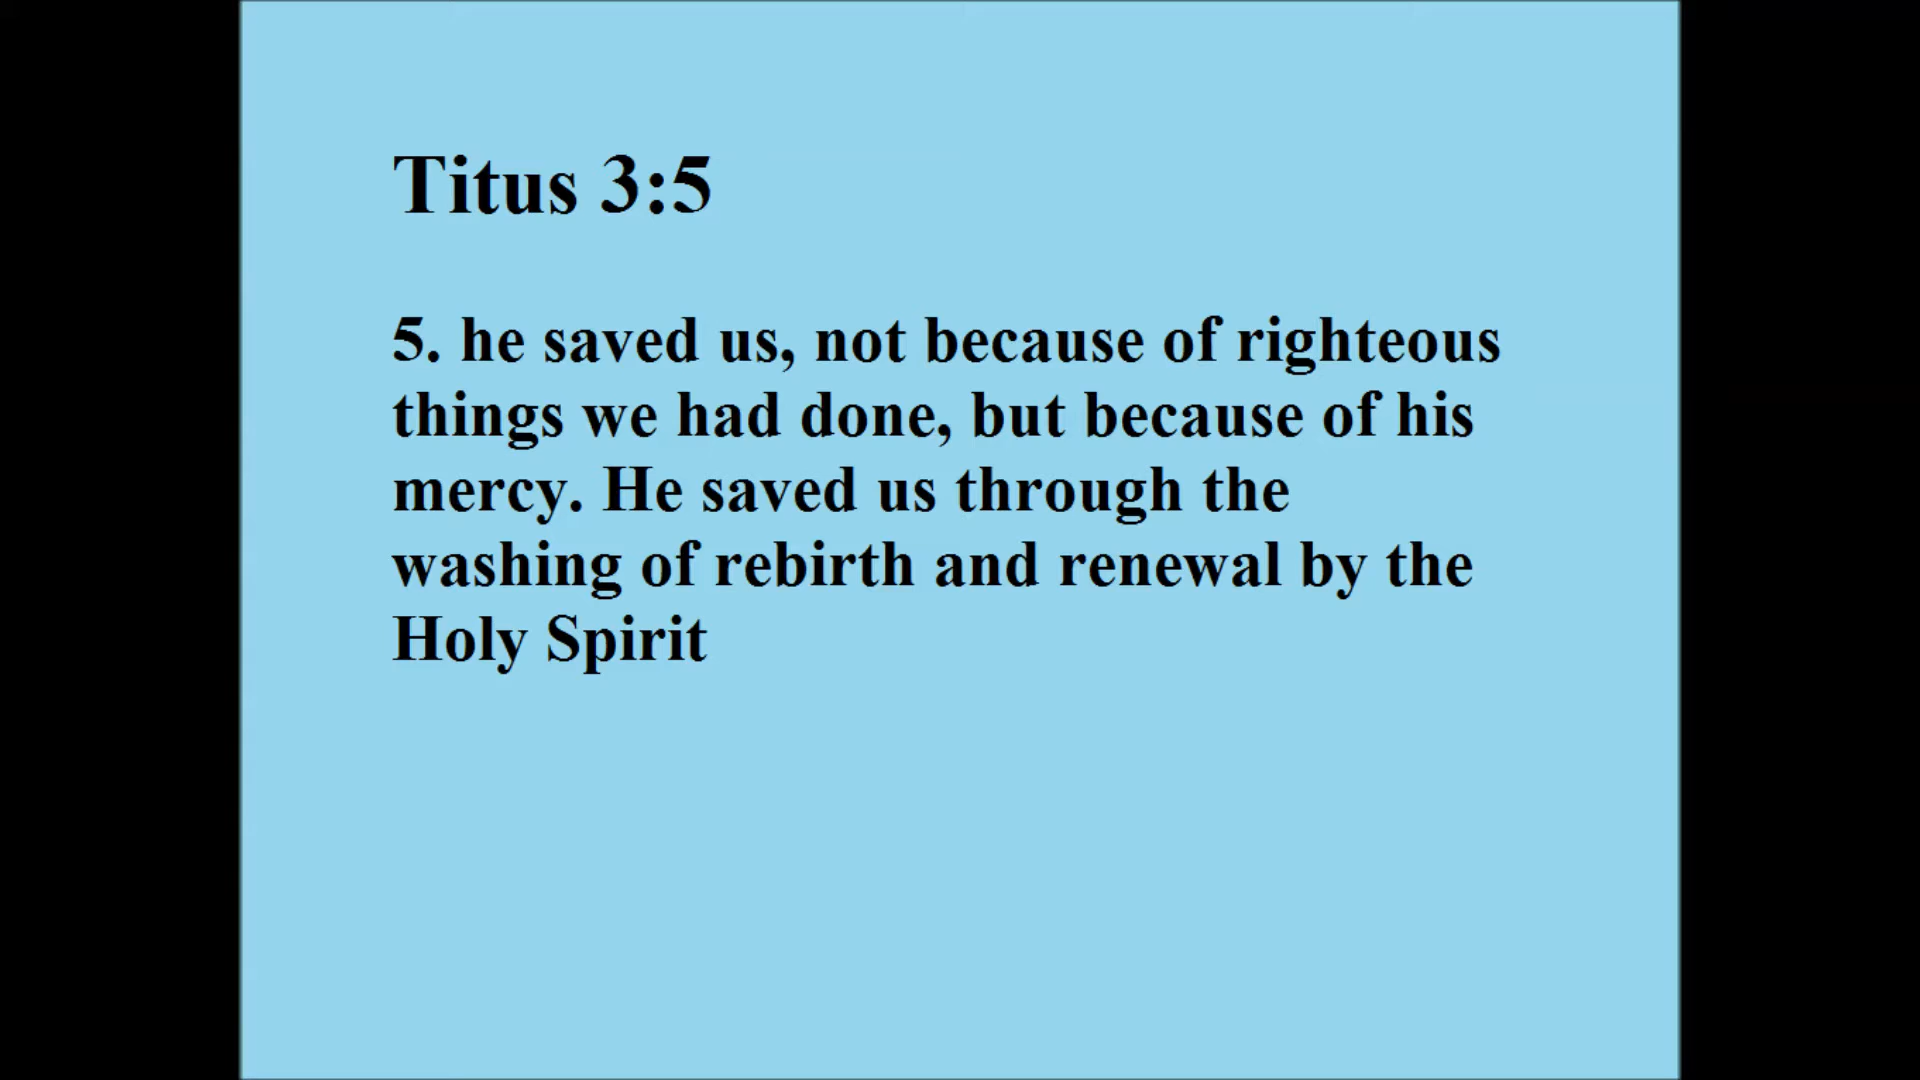 Titus 3:5
5. he saved us, not because of righteous
things we had done, but because of his
mercy. He saved us through the
washing of rebirth and renewal by the
Holy Spirit